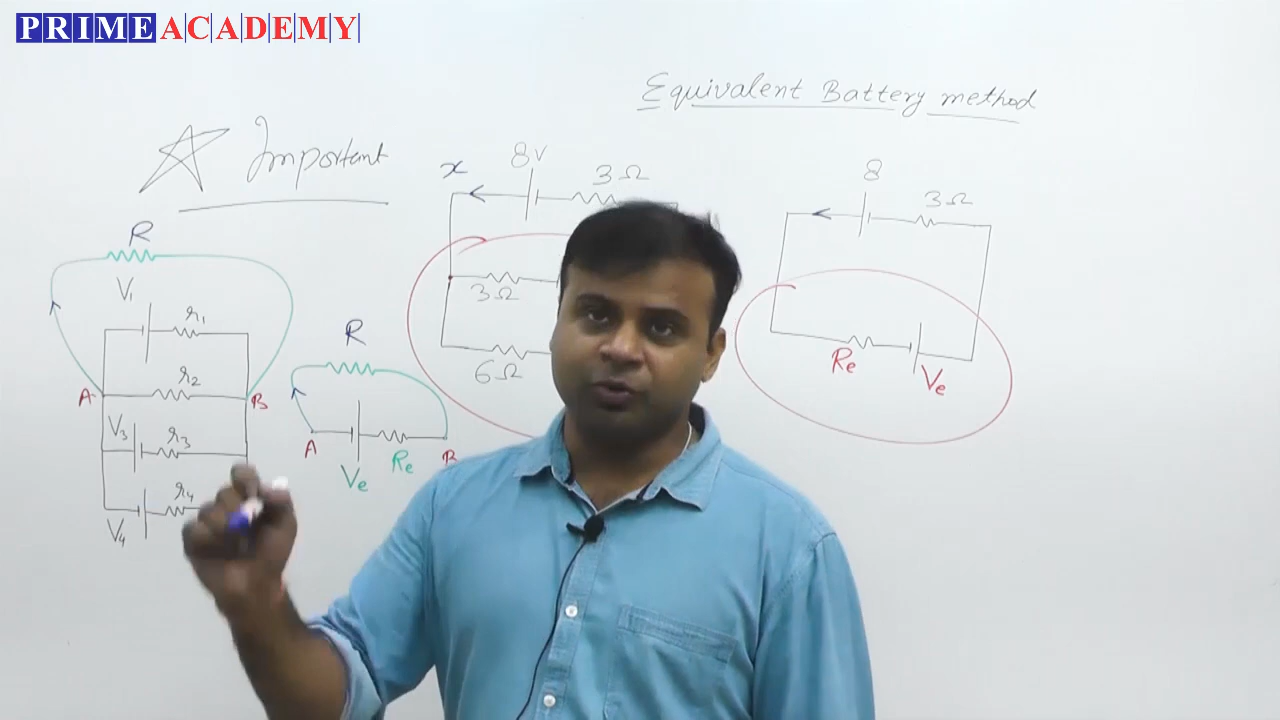 PRIME ACADEMY
Equivalent Battery method
Important
x
8V
3Ω
8
3Ω
R
V₁
r₁
3Ω
R
r₂
A
B
6Ω
Re
Ve
V₃
r₃
A
B
Ve
Re
V₄
r₄